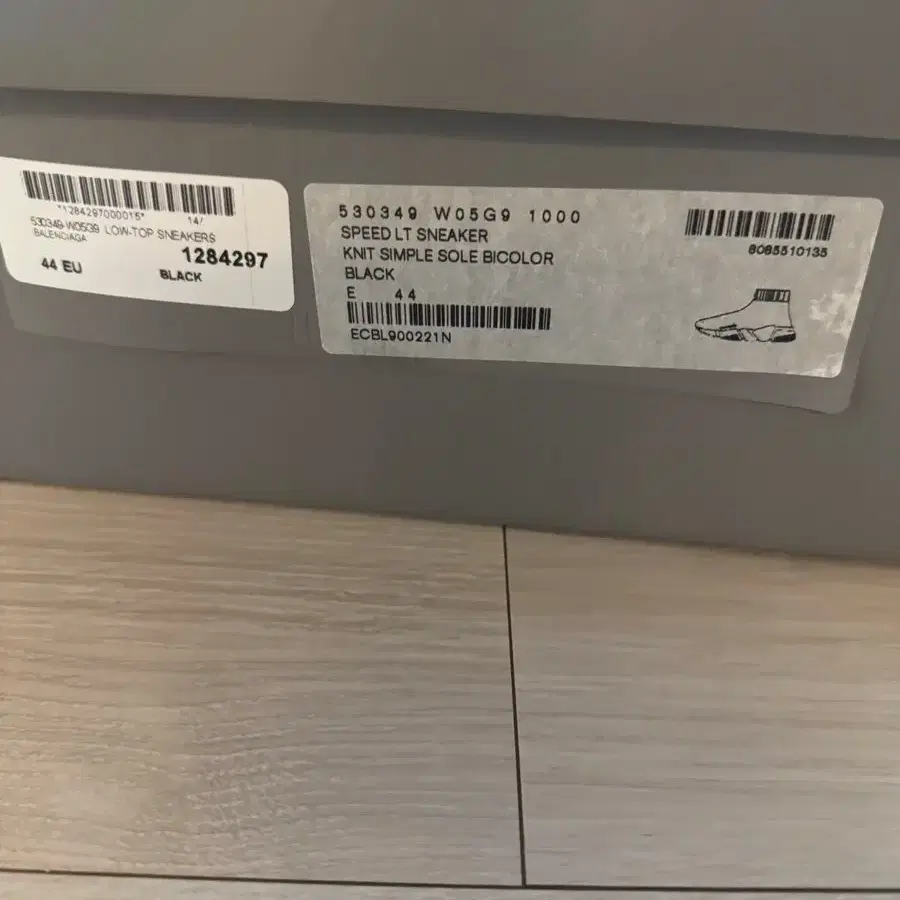 *1284297000015* 14/
530349-W05G9 LOW-TOP SNEAKERS
BALENCIAGA
1284297
44 EU
BLACK
530349 W05G9 1000
SPEED LT SNEAKER
KNIT SIMPLE SOLE BICOLOR
BLACK
E 44
ECBL900221N
8085510135